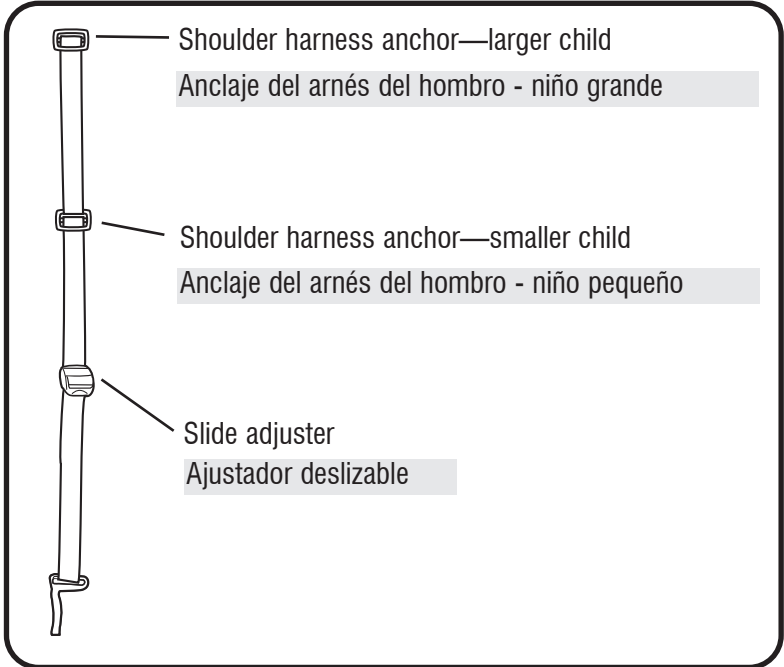 Shoulder harness anchor—larger child
Anclaje del arnés del hombro - niño grande
Shoulder harness anchor—smaller child
Anclaje del arnés del hombro - niño pequeño
Slide adjuster
Ajustador deslizable